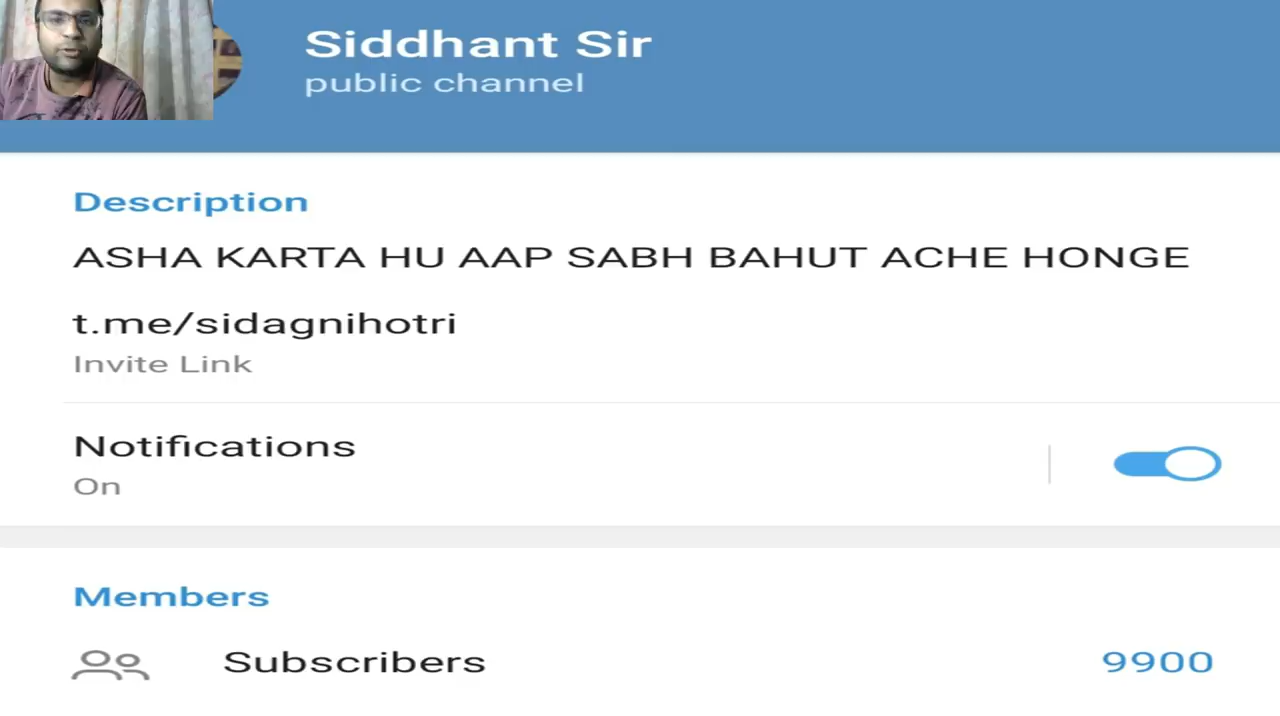 Siddhant Sir
public channel
Description
ASHA KARTA HU AAP SABH BAHUT ACHE HONGE
t.me/sidagnihotri
Invite Link
Notifications
On
Members
Subscribers 9900